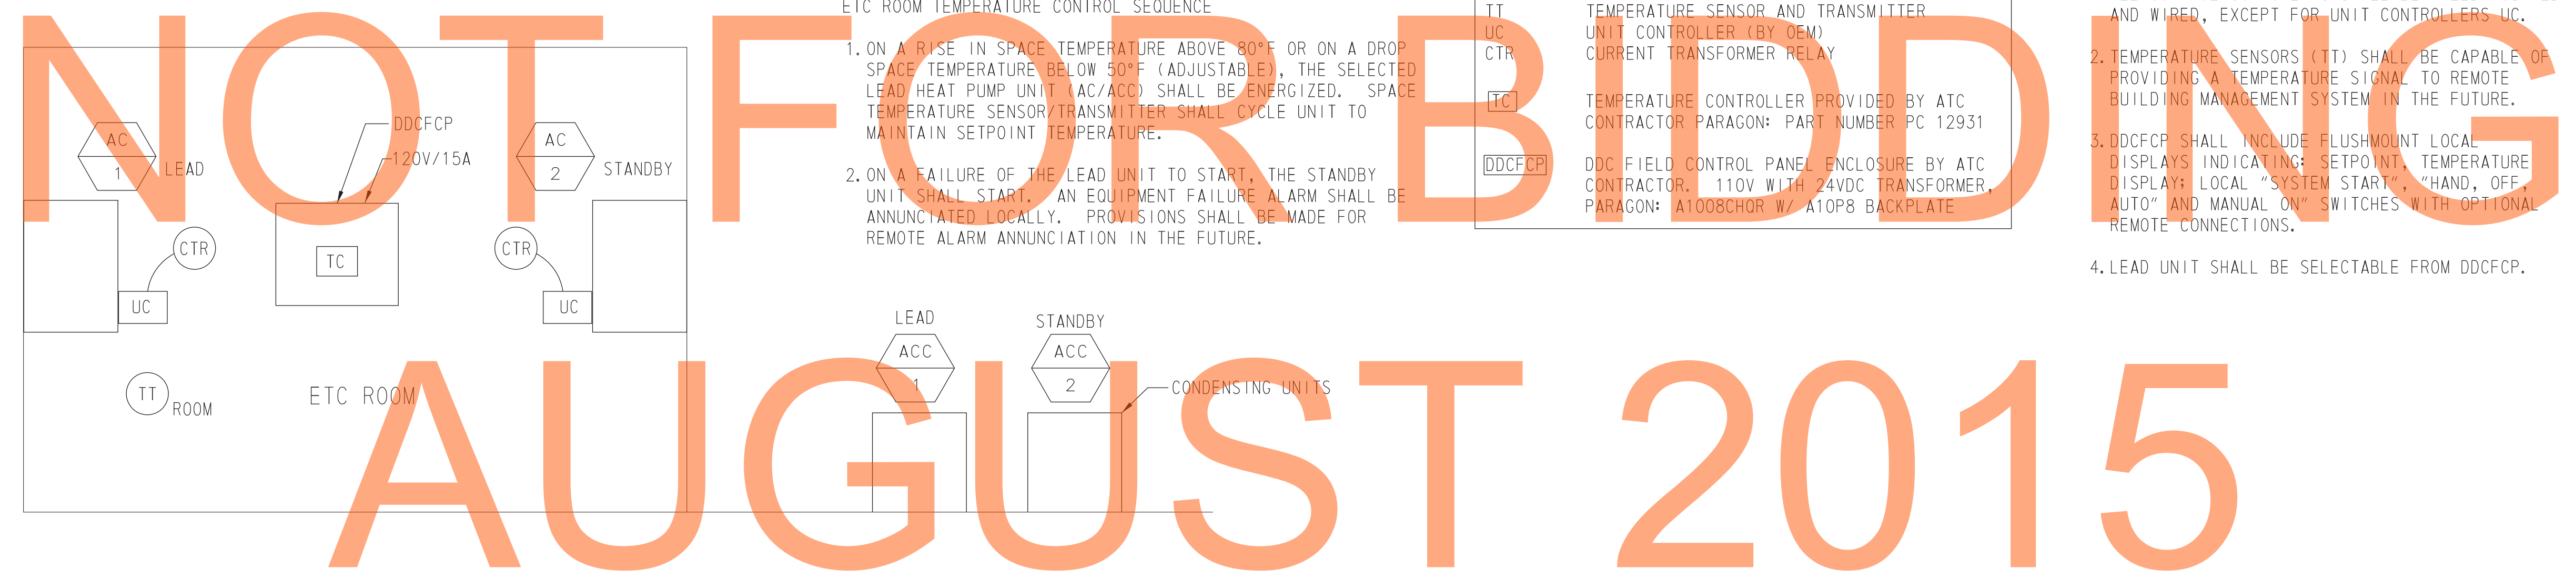 NOT FOR BIDDING
AUGUST 2015
AC
1
LEAD
DDCFCP
120V/15A
AC
2
STANDBY
CTR
UC
TC
CTR
UC
TT
ROOM
ETC ROOM
ETC ROOM TEMPERATURE CONTROL SEQUENCE
1. ON A RISE IN SPACE TEMPERATURE ABOVE 80°F OR ON A DROP
SPACE TEMPERATURE BELOW 50°F (ADJUSTABLE), THE SELECTED
LEAD HEAT PUMP UNIT (AC/ACC) SHALL BE ENERGIZED. SPACE
TEMPERATURE SENSOR/TRANSMITTER SHALL CYCLE UNIT TO
MAINTAIN SETPOINT TEMPERATURE.
2. ON A FAILURE OF THE LEAD UNIT TO START, THE STANDBY
UNIT SHALL START. AN EQUIPMENT FAILURE ALARM SHALL BE
ANNUNCIATED LOCALLY. PROVISIONS SHALL BE MADE FOR
REMOTE ALARM ANNUNCIATION IN THE FUTURE.
LEAD
ACC
1
STANDBY
ACC
2
CONDENSING UNITS
TT TEMPERATURE SENSOR AND TRANSMITTER
UC UNIT CONTROLLER (BY OEM)
CTR CURRENT TRANSFORMER RELAY
TC TEMPERATURE CONTROLLER PROVIDED BY ATC
CONTRACTOR PARAGON: PART NUMBER PC 12931
DDCFCP DDC FIELD CONTROL PANEL ENCLOSURE BY ATC
CONTRACTOR. 110V WITH 24VDC TRANSFORMER,
PARAGON: A1008CHQR W/ A10P8 BACKPLATE
AND WIRED, EXCEPT FOR UNIT CONTROLLERS UC.
2. TEMPERATURE SENSORS (TT) SHALL BE CAPABLE OF
PROVIDING A TEMPERATURE SIGNAL TO REMOTE
BUILDING MANAGEMENT SYSTEM IN THE FUTURE.
3. DDCFCP SHALL INCLUDE FLUSHMOUNT LOCAL
DISPLAYS INDICATING: SETPOINT, TEMPERATURE
DISPLAY; LOCAL "SYSTEM START", "HAND, OFF,
AUTO" AND MANUAL ON" SWITCHES WITH OPTIONAL
REMOTE CONNECTIONS.
4. LEAD UNIT SHALL BE SELECTABLE FROM DDCFCP.